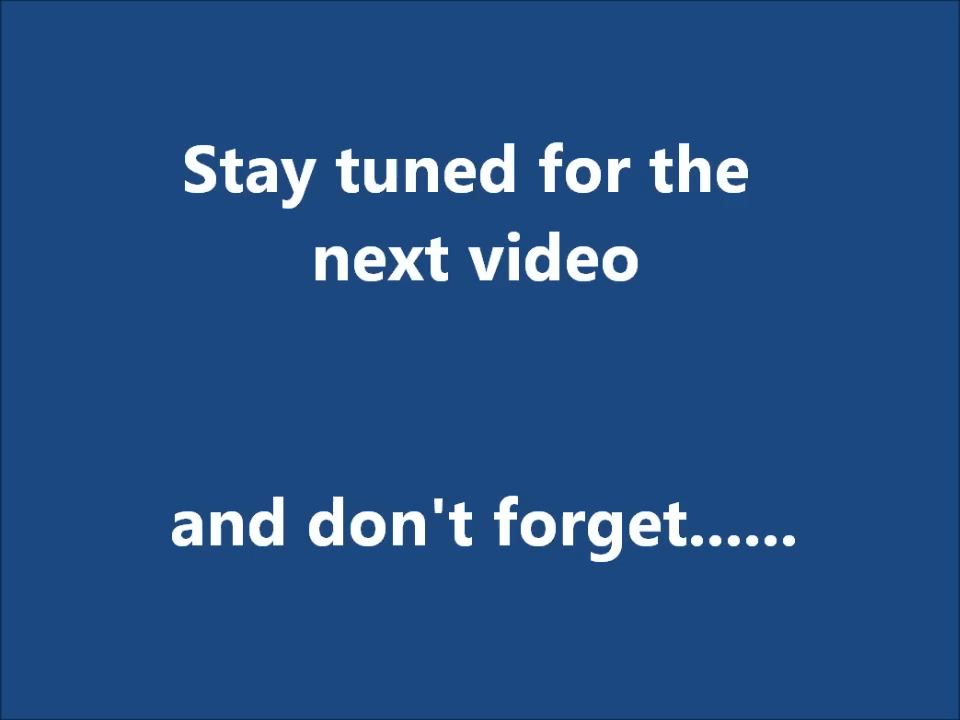 Stay tuned for the
next video
and don't forget......